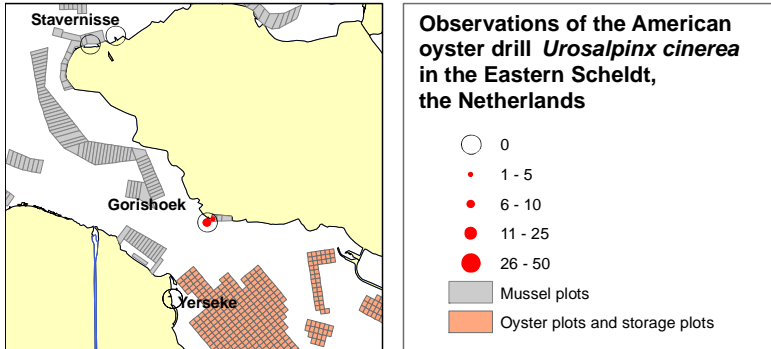 Stavernisse
Gorishoek
Yerseke
Observations of the American
oyster drill Urosalpinx cinerea
in the Eastern Scheldt,
the Netherlands
0
1 - 5
6 - 10
11 - 25
26 - 50
Mussel plots
Oyster plots and storage plots